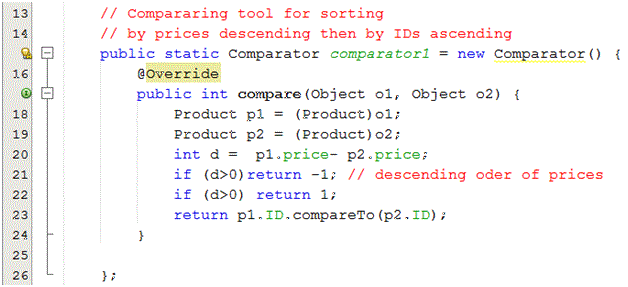 13 // Compararing tool for sorting
14 // by prices descending then by IDs ascending
public static Comparator comparator1 = new Comparator() {
16 @Override
public int compare(Object o1, Object o2) {
18 Product p1 = (Product)o1;
19 Product p2 = (Product)o2;
20 int d =  p1.price- p2.price;
21 if (d>0)return -1; // descending oder of prices
22 if (d>0) return 1;
23 return p1.ID.compareTo(p2.ID);
24 }
25
26 };